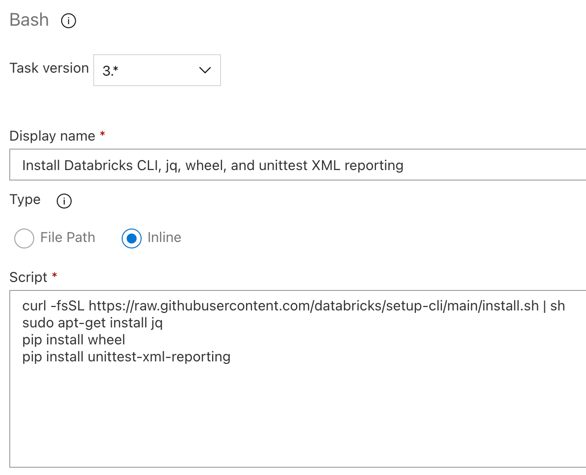 Bash
Task version 3.*
Display name *
Install Databricks CLI, jq, wheel, and unittest XML reporting
Type
File Path Inline
Script *
curl -fsSL https://raw.githubusercontent.com/databricks/setup-cli/main/install.sh | sh
sudo apt-get install jq
pip install wheel
pip install unittest-xml-reporting